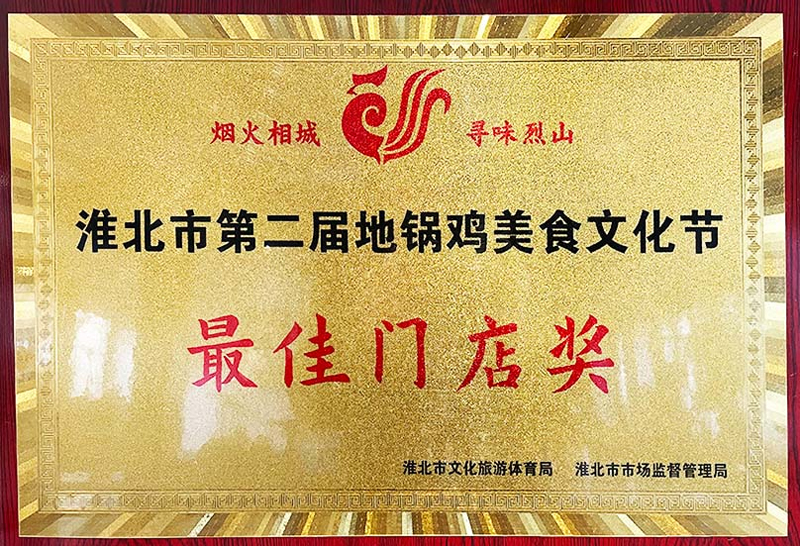 烟火相城 寻味烈山
淮北市第二届地锅鸡美食文化节
最佳门店奖
淮北市文化旅游体育局 淮北市市场监督管理局